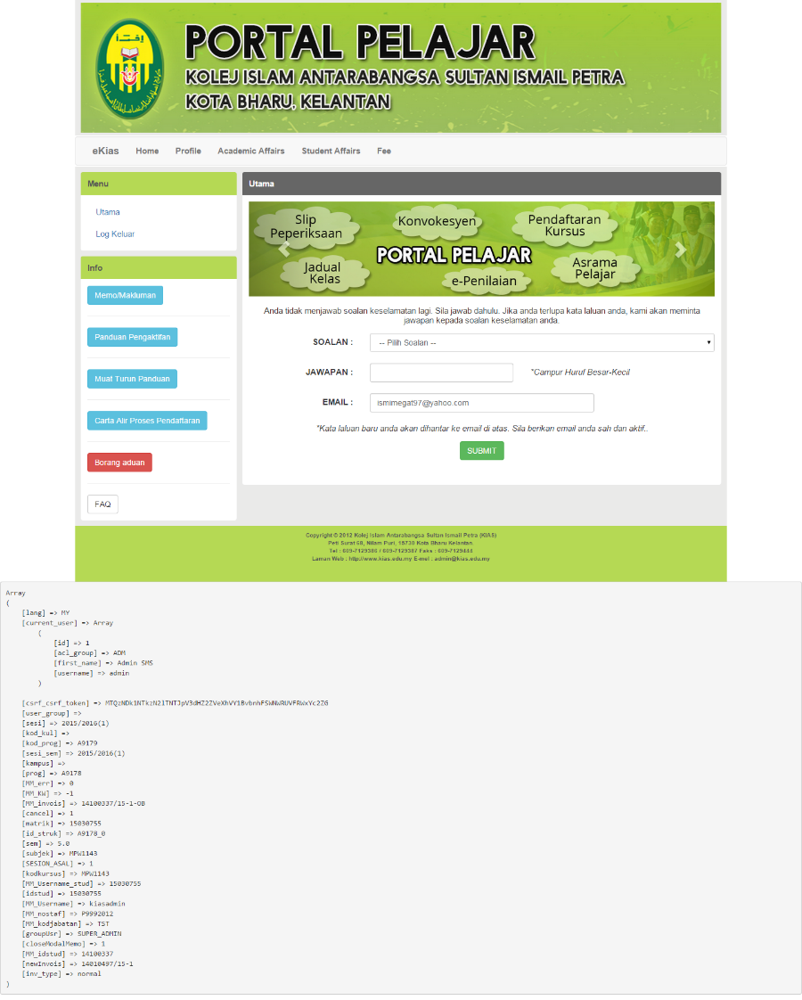 PORTAL PELAJAR
KOLEJ ISLAM ANTARABANGSA SULTAN ISMAIL PETRA
KOTA BHARU, KELANTAN
eKias Home Profile Academic Affairs Student Affairs Fee
Menu
Utama
Log Keluar
Info
Memo/Makluman
Panduan Pengaktifan
Muat Turun Panduan
Carta Alir Proses Pendaftaran
Borang aduan
FAQ
Utama
Slip
Peperiksaan
Konvokesyen
Pendaftaran
Kursus
PORTAL PELAJAR
Jadual
Kelas
e-Penilaian
Asrama
Pelajar
Anda tidak menjawab soalan keselamatan lagi. Sila jawab dahulu. Jika anda terlupa kata laluan anda, kami akan meminta
jawapan kepada soalan keselamatan anda.
SOALAN : -- Pilih Soalan --
JAWAPAN : *Campur Huruf Besar-Kecil
EMAIL : ismimegat97@yahoo.com
*Kata laluan baru anda akan dihantar ke email di atas. Sila berikan email anda sah dan aktif..
SUBMIT
Copyright © 2012 Kolej Islam Antarabangsa Sultan Ismail Petra (KIAS)
Peti Surat 68, Nilam Puri, 15730 Kota Bharu Kelantan
Tel : 609-7129386 / 609-7129387 Faks : 609-7129444
Laman Web : http://www.kias.edu.my E-mel : admin@kias.edu.my
Array
(
[lang] => MY
[current_user] => Array
(
[id] => 1
[acl_group] => ADM
[first_name] => Admin SMS
[username] => admin
)
[csrf_csrf_token] =>
[user_group] =>
[sesi] => 2015/2016(1)
[kod_kul] =>
[kod_prog] => A9179
[sesi_sem] => 2015/2016(1)
[kampus] =>
[prog] => A9178
[MM_err] => 0
[MM_KW] => -1
[MM_invois] => 14100337/15-1-OB
[cancel] => 1
[matrik] => 15030755
[id_struk] => A9178_0
[sem] => 5.0
[subjek] => MPW1143
[SESION_ASAL] => 1
[kodkursus] => MPW1143
[MM_Username_stud] => 15030755
[idstud] => 15030755
[MM_Username] => kiasadmin
[MM_nostaf] => P9992012
[MM_kodjabatan] => TST
[groupUsr] => SUPER_ADMIN
[closeModalMemo] => 1
[MM_idstud] => 14100337
[newInvois] => 14010497/15-1
[inv_type] => normal
)